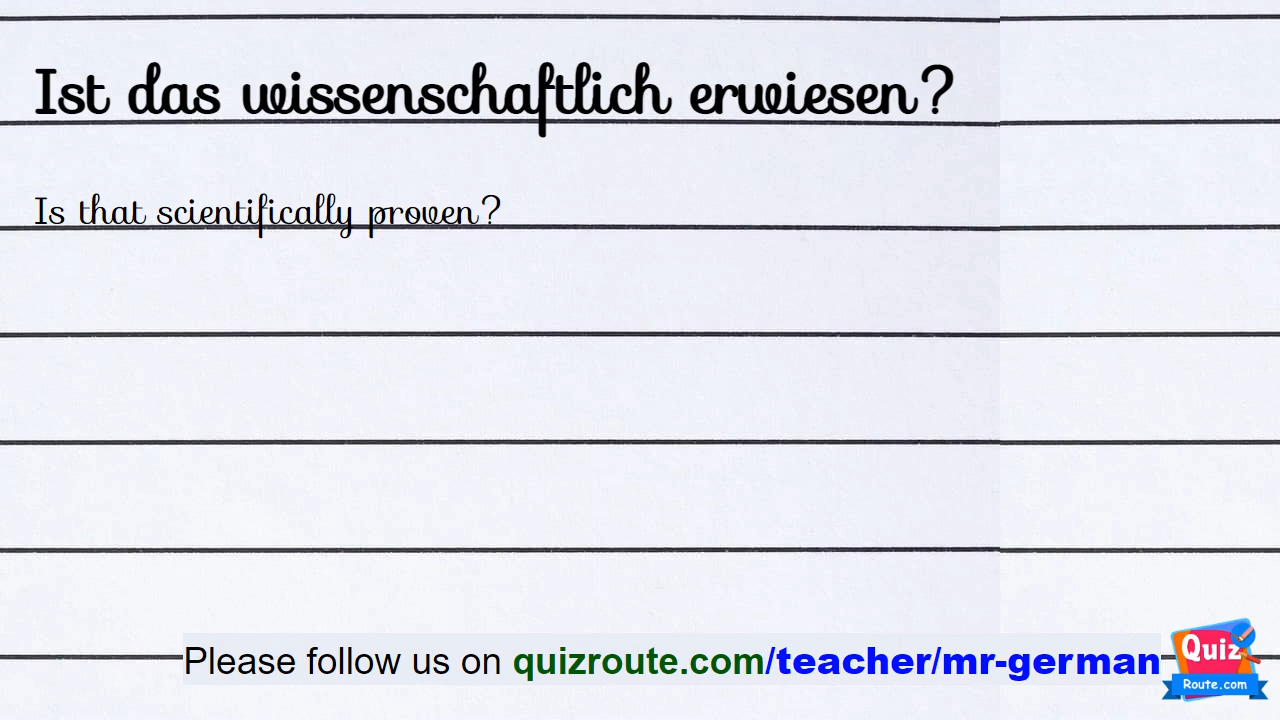 Ist das wissenschaftlich erwiesen?
Is that scientifically proven?
Please follow us on quizroute.com/teacher/mr-german
Quiz
Route.com